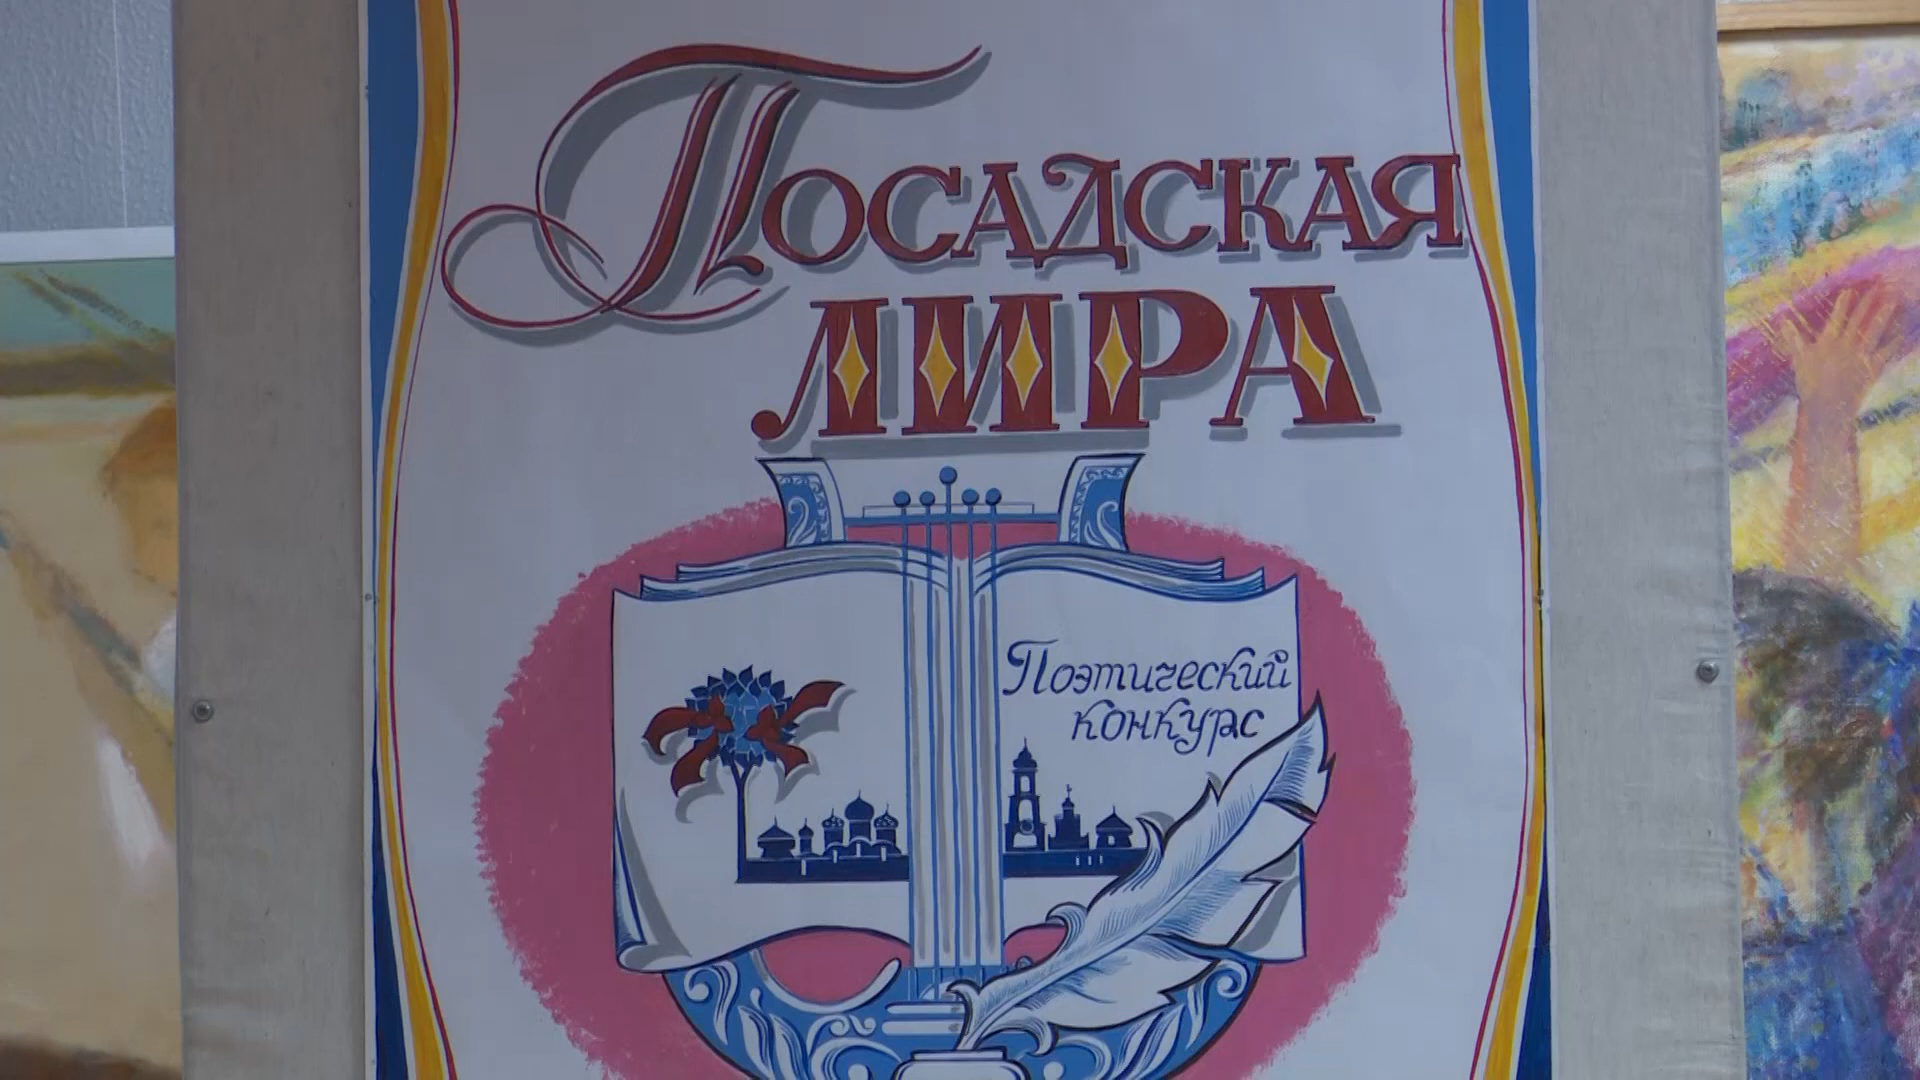 Посадская
ЛИРА
Поэтический
конкурс